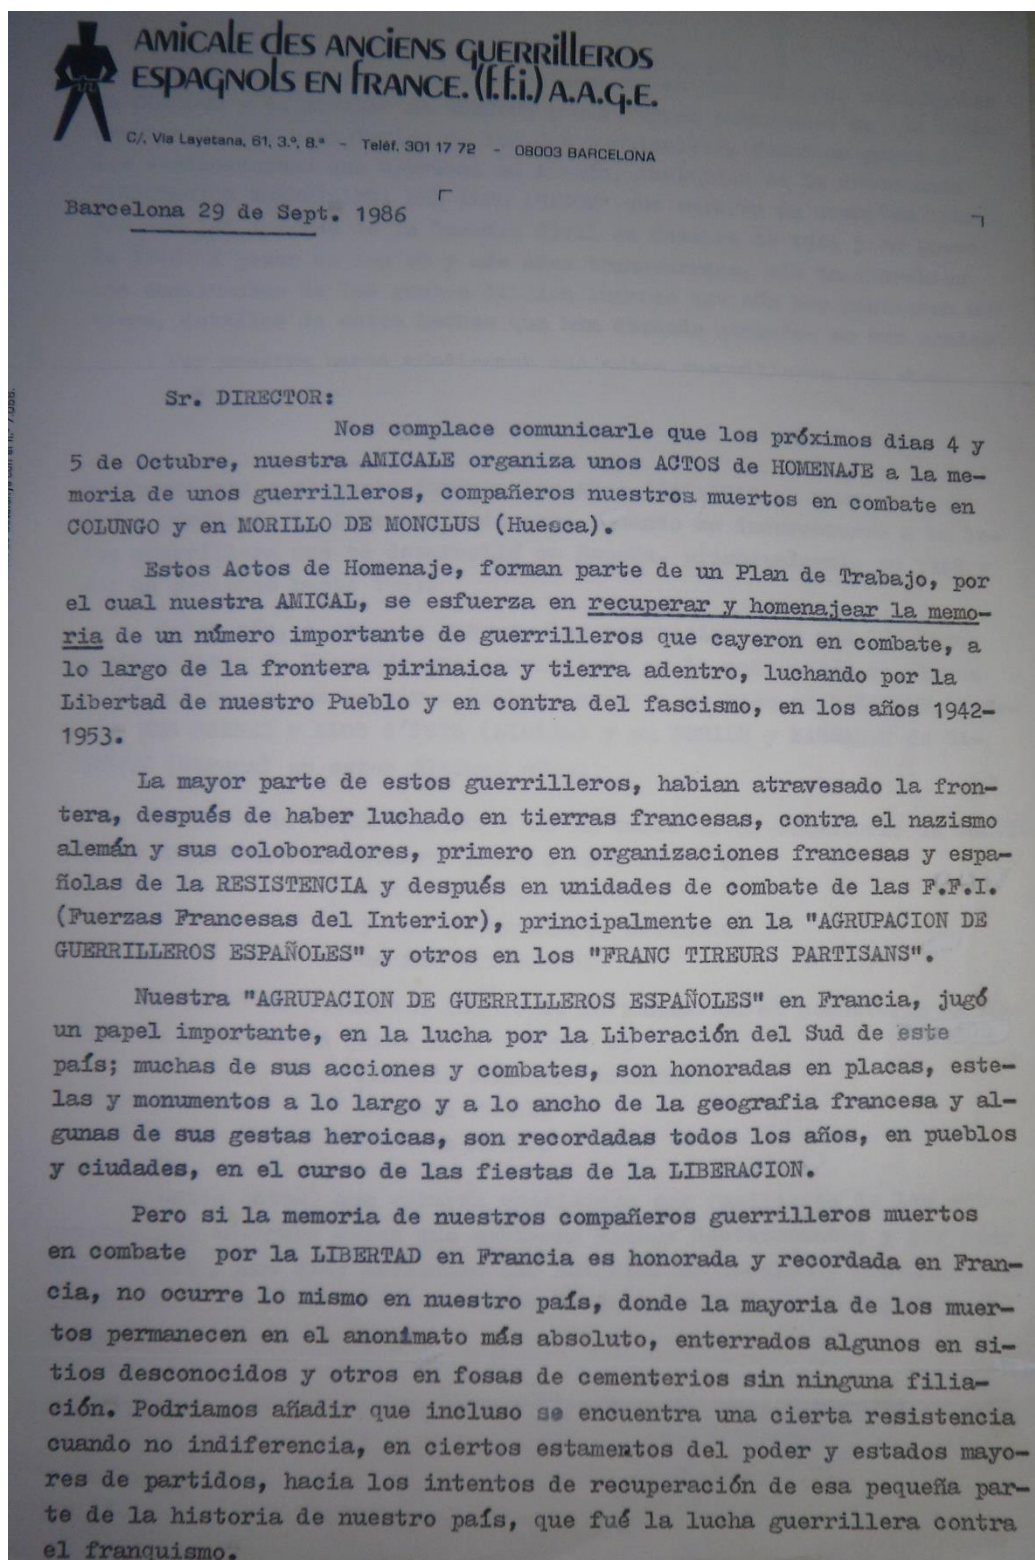 AMICALE DES ANCIENS GUERRILLEROS
ESPAGNOLS EN FRANCE. (f.f.i.) A.A.G.E.
C/. Via Layetana, 61, 3.º, 8.ª - Teléf. 301 17 72 - 08003 BARCELONA
Barcelona 29 de Sept. 1986
Sr. DIRECTOR:
Nos complace comunicarle que los próximos dias 4 y
5 de Octubre, nuestra AMICALE organiza unos ACTOS de HOMENAJE a la me-
moria de unos guerrilleros, compañeros nuestros muertos en combate en
COLUNGO y en MORILLO DE MONCLUS (Huesca).
Estos Actos de Homenaje, forman parte de un Plan de Trabajo, por
el cual nuestra AMICAL, se esfuerza en recuperar y homenajear la memo-
ria de un número importante de guerrilleros que cayeron en combate, a
lo largo de la frontera pirinaica y tierra adentro, luchando por la
Libertad de nuestro Pueblo y en contra del fascismo, en los años 1942-
1953.
La mayor parte de estos guerrilleros, habian atravesado la fron-
tera, después de haber luchado en tierras francesas, contra el nazismo
alemán y sus coloboradores, primero en organizaciones francesas y espa-
ñolas de la RESISTENCIA y después en unidades de combate de las F.F.I.
(Fuerzas Francesas del Interior), principalmente en la "AGRUPACION DE
GUERRILLEROS ESPAÑOLES" y otros en los "FRANC TIREURS PARTISANS".
Nuestra "AGRUPACION DE GUERRILLEROS ESPAÑOLES" en Francia, jugó
un papel importante, en la lucha por la Liberación del Sud de este
país; muchas de sus acciones y combates, son honoradas en placas, este-
las y monumentos a lo largo y a lo ancho de la geografia francesa y al-
gunas de sus gestas heroicas, son recordadas todos los años, en pueblos
y ciudades, en el curso de las fiestas de la LIBERACION.
Pero si la memoria de nuestros compañeros guerrilleros muertos
en combate por la LIBERTAD en Francia es honorada y recordada en Fran-
cia, no ocurre lo mismo en nuestro país, donde la mayoria de los muer-
tos permanecen en el anonimato más absoluto, enterrados algunos en si-
tios desconocidos y otros en fosas de cementerios sin ninguna filia-
ción. Podriamos añadir que incluso se encuentra una cierta resistencia
cuando no indiferencia, en ciertos estamentos del poder y estados mayo-
res de partidos, hacia los intentos de recuperación de esa pequeña par-
te de la historia de nuestro país, que fué la lucha guerrillera contra
el franquismo.